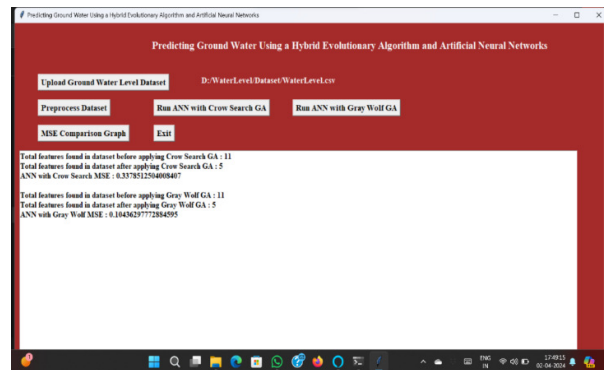 Predicting Ground Water Using a Hybrid Evolutionary Algorithm and Artificial Neural Networks
Predicting Ground Water Using a Hybrid Evolutionary Algorithm and Artificial Neural Networks
Upload Ground Water Level Dataset
D:/WaterLevel/Dataset/WaterLevel.csv
Preprocess Dataset
Run ANN with Crow Search GA
Run ANN with Gray Wolf GA
MSE Comparison Graph
Exit
Total features found in dataset before applying Crow Search GA : 11
Total features found in dataset after applying Crow Search GA : 5
ANN with Crow Search MSE : 0.3378512504008407
Total features found in dataset before applying Gray Wolf GA : 11
Total features found in dataset after applying Gray Wolf GA : 5
ANN with Gray Wolf MSE : 0.10436297772884595
ENG
IN
17:49:15
02-04-2024